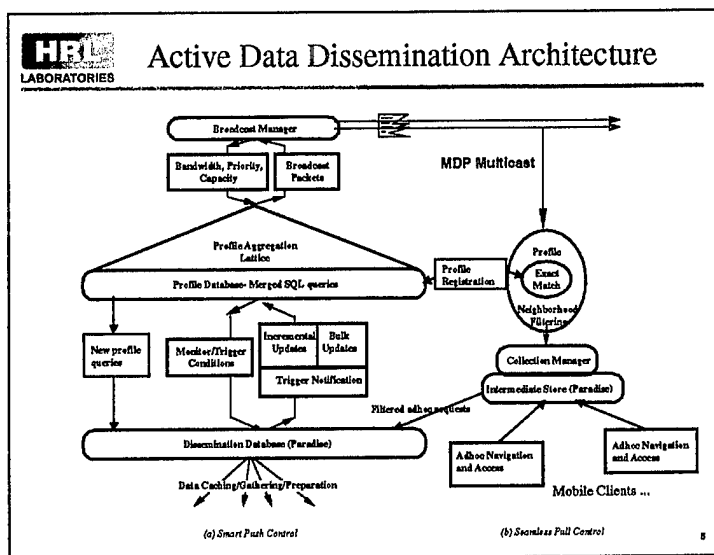 HRL
LABORATORIES
Active Data Dissemination Architecture
Broadcast Manager
Bandwidth, Priority,
Capacity
Broadcast
Packets
MDP Multicast
Profile Aggregation
Lattice
Profile Database- Merged SQL queries
Profile
Registration
Profile
Exact
Match
Neighborhood
Filtering
New profile
queries
Monitor/Trigger
Conditions
Incremental
Updates
Bulk
Updates
Trigger Notification
Collection Manager
Intermediate Store (Paradise)
Filtered adhoc requests
Dissemination Database (Paradise)
Adhoc Navigation
and Access
Adhoc Navigation
and Access
Data Caching/Gathering/Preparation
Mobile Clients ...
(a) Smart Push Control
(b) Seamless Pull Control
5